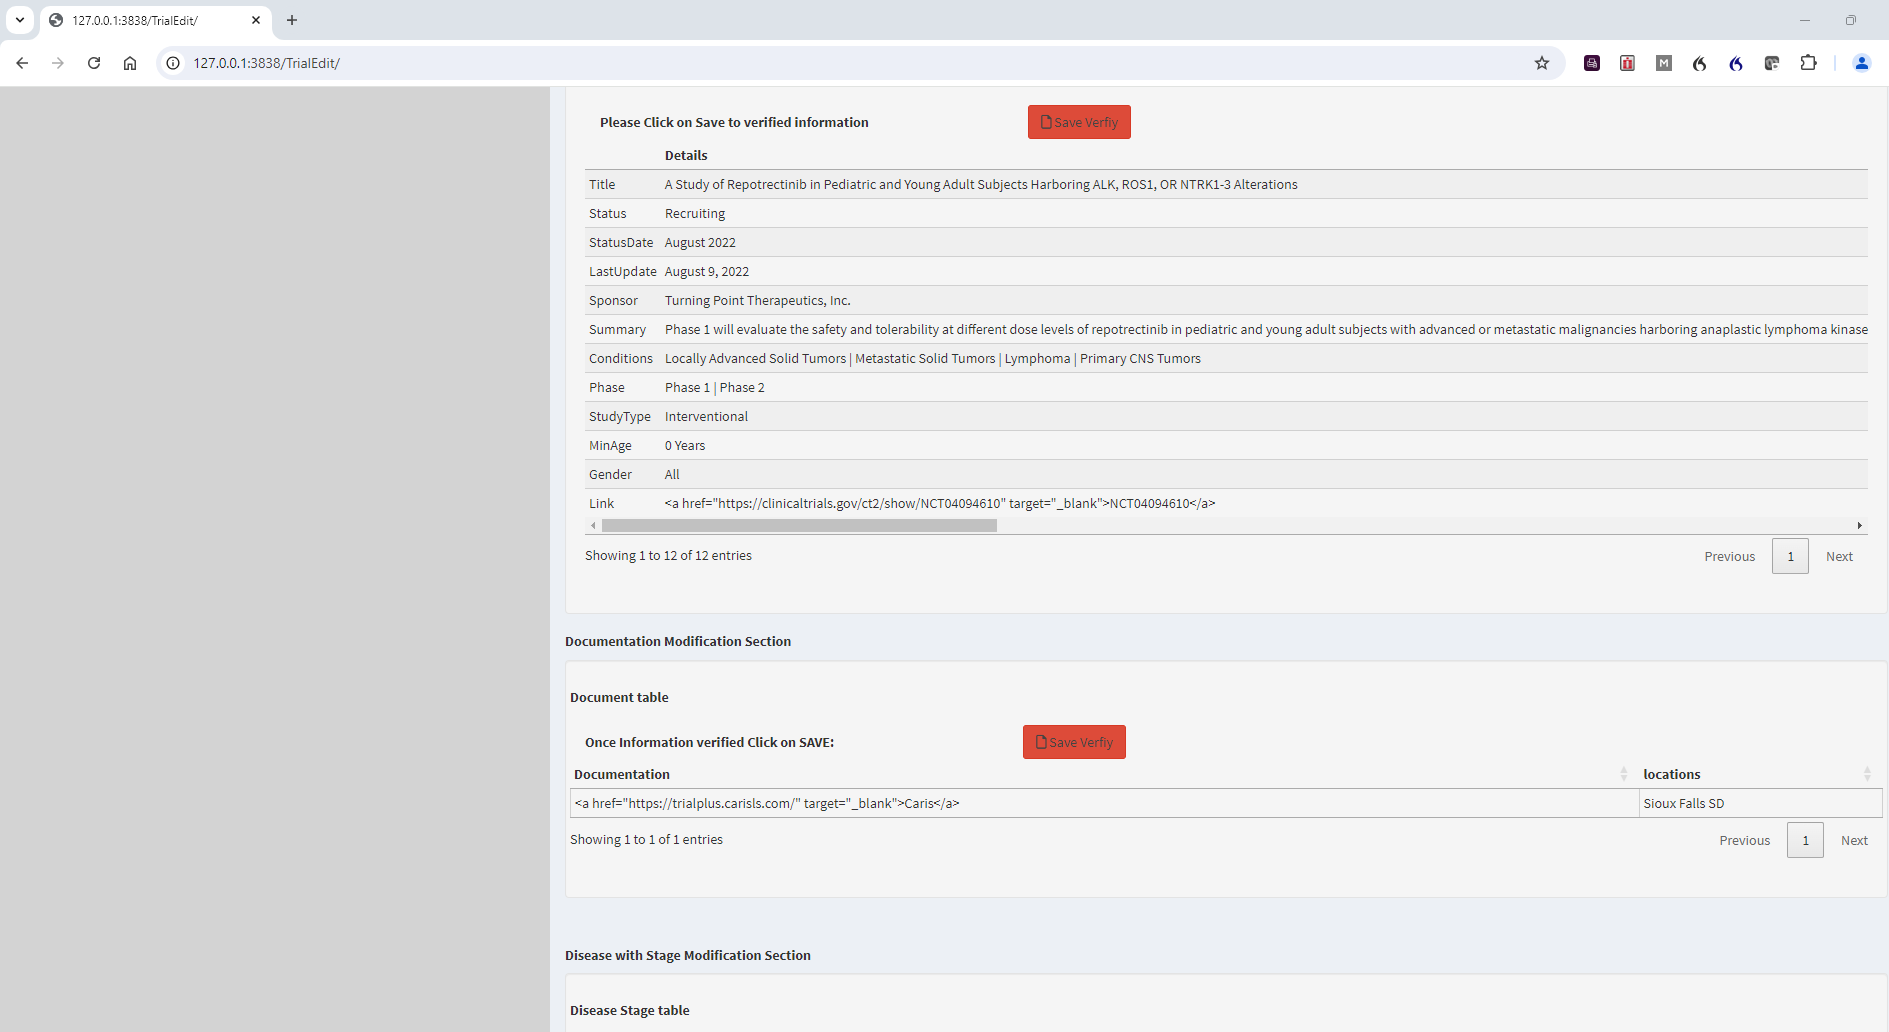 127.0.0.1:3838/TrialEdit/
127.0.0.1:3838/TrialEdit/
Please Click on Save to verified information
Save Verfiy
Details
Title A Study of Repotrectinib in Pediatric and Young Adult Subjects Harboring ALK, ROS1, OR NTRK1-3 Alterations
Status Recruiting
StatusDate August 2022
LastUpdate August 9, 2022
Sponsor Turning Point Therapeutics, Inc.
Summary Phase 1 will evaluate the safety and tolerability at different dose levels of repotrectinib in pediatric and young adult subjects with advanced or metastatic malignancies harboring anaplastic lymphoma kinase
Conditions Locally Advanced Solid Tumors | Metastatic Solid Tumors | Lymphoma | Primary CNS Tumors
Phase Phase 1 | Phase 2
StudyType Interventional
MinAge 0 Years
Gender All
Link <a href="https://clinicaltrials.gov/ct2/show/NCT04094610" target="_blank">NCT04094610</a>
Showing 1 to 12 of 12 entries
Previous 1 Next
Documentation Modification Section
Document table
Once Information verified Click on SAVE:
Save Verfiy
Documentation locations
<a href="https://trialplus.carisls.com/" target="_blank">Caris</a> Sioux Falls SD
Showing 1 to 1 of 1 entries
Previous 1 Next
Disease with Stage Modification Section
Disease Stage table